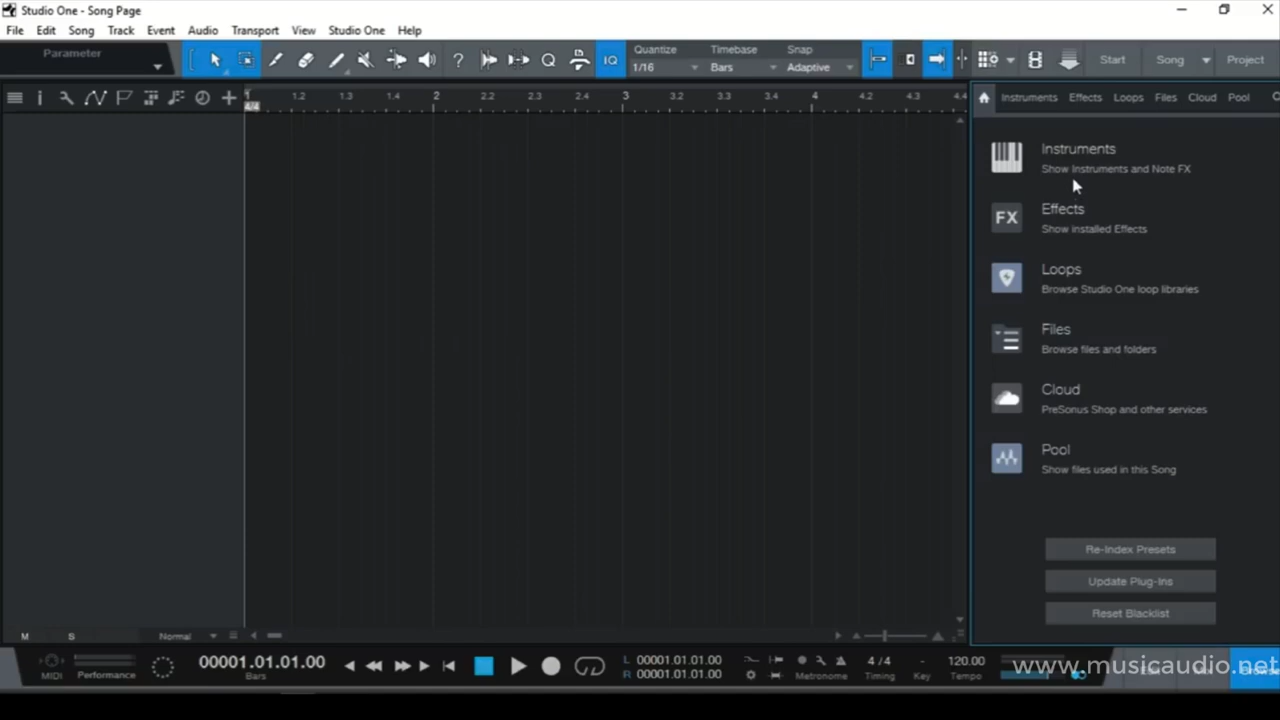 Studio One - Song Page
File Edit Song Track Event Audio Transport View Studio One Help
Parameter
Quantize Timebase Snap
1/16 Bars Adaptive
IQ
Start Song Project
1 1.2 1.3 1.4 2 2.2 2.3 2.4 3 3.2 3.3 3.4 4 4.2 4.3 4.4
4/4
Instruments Effects Loops Files Cloud Pool
Instruments
Show Instruments and Note FX
FX
Effects
Show installed Effects
Loops
Browse Studio One loop libraries
Files
Browse files and folders
Cloud
PreSonus Shop and other services
Pool
Show files used in this Song
Re-Index Presets
Update Plug-Ins
Reset Blacklist
M S Normal
MIDI Performance
00001.01.01.00
Bars
L 00001.01.01.00
R 00001.01.01.00
Metronome
4 / 4
Timing
-
Key
120.00
Tempo
www.musicaudio.net